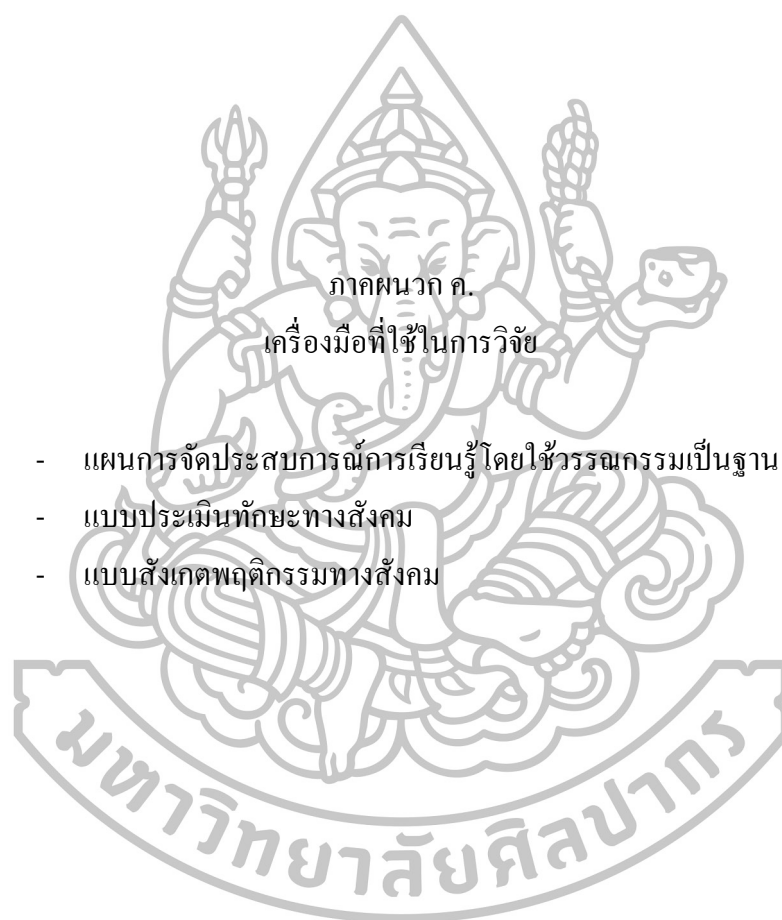 ภาคผนวก ค.
เครื่องมือที่ใช้ในการวิจัย
- แผนการจัดประสบการณ์การเรียนรู้โดยใช้วรรณกรรมเป็นฐาน
- แบบประเมินทักษะทางสังคม
- แบบสังเกตพฤติกรรมทางสังคม
มหาวิทยาลัยศิลปากร